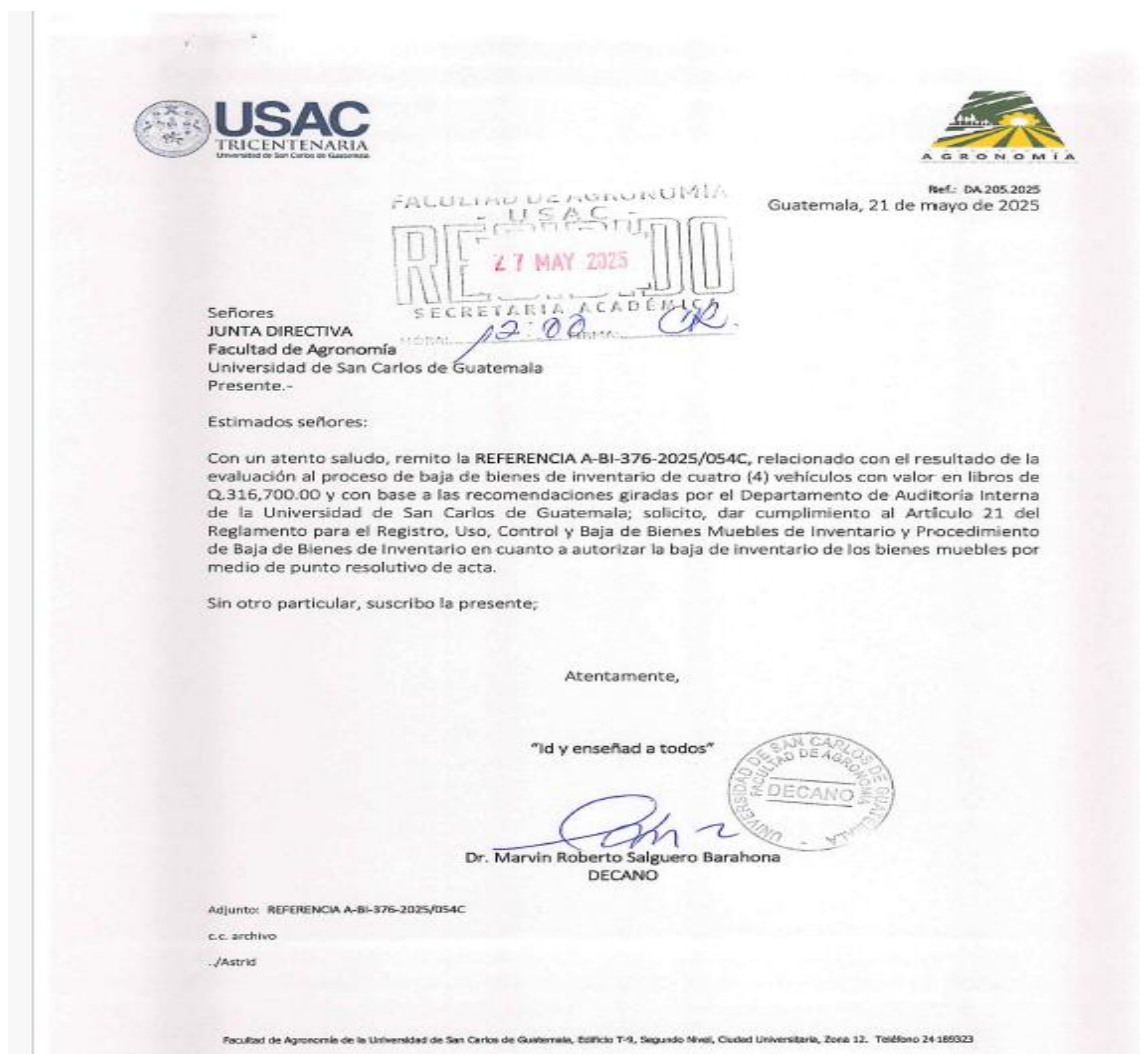 USAC
TRICENTENARIA
Universidad de San Carlos de Guatemala
AGRONOMÍA
Ref.: DA.205.2025
Guatemala, 21 de mayo de 2025
FACULTAD DE AGRONOMIA
- USAC -
RECIBIDO
27 MAY 2025
SECRETARIA ACADÉMICA
12:00 CR
Señores
JUNTA DIRECTIVA
Facultad de Agronomía
Universidad de San Carlos de Guatemala
Presente.-
Estimados señores:
Con un atento saludo, remito la REFERENCIA A-BI-376-2025/054C, relacionado con el resultado de la
evaluación al proceso de baja de bienes de inventario de cuatro (4) vehículos con valor en libros de
Q.316,700.00 y con base a las recomendaciones giradas por el Departamento de Auditoría Interna
de la Universidad de San Carlos de Guatemala; solicito, dar cumplimiento al Artículo 21 del
Reglamento para el Registro, Uso, Control y Baja de Bienes Muebles de Inventario y Procedimiento
de Baja de Bienes de Inventario en cuanto a autorizar la baja de inventario de los bienes muebles por
medio de punto resolutivo de acta.
Sin otro particular, suscribo la presente;
Atentamente,
"Id y enseñad a todos"
UNIVERSIDAD DE SAN CARLOS DE GUATEMALA
FACULTAD DE AGRONOMIA
DECANO
Dr. Marvin Roberto Salguero Barahona
DECANO
Adjunto: REFERENCIA A-BI-376-2025/054C
c.c. archivo
../Astrid
Facultad de Agronomía de la Universidad de San Carlos de Guatemala, Edificio T-9, Segundo Nivel, Ciudad Universitaria, Zona 12. Teléfono 24189323